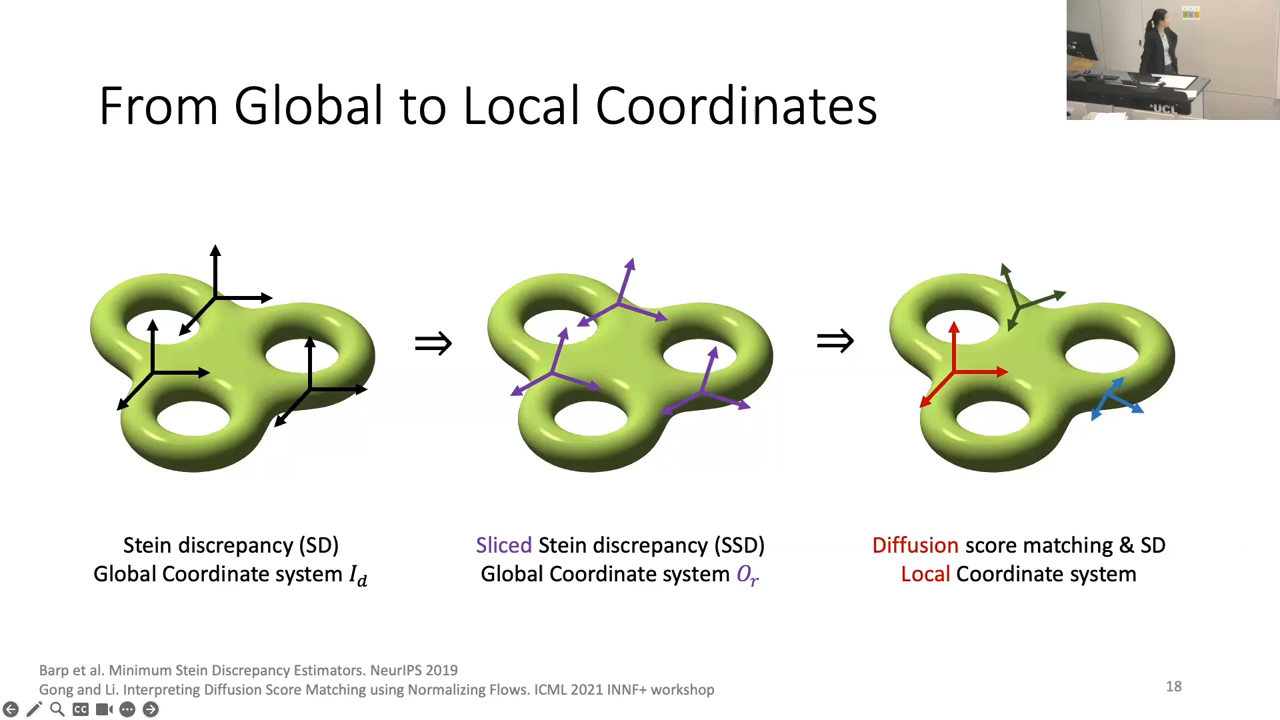 From Global to Local Coordinates
UCL
⇒
⇒
Stein discrepancy (SD)
Global Coordinate system I_d
Sliced Stein discrepancy (SSD)
Global Coordinate system O_r
Diffusion score matching & SD
Local Coordinate system
Barp et al. Minimum Stein Discrepancy Estimators. NeurIPS 2019
Gong and Li. Interpreting Diffusion Score Matching using Normalizing Flows. ICML 2021 INNF+ workshop
18
CC